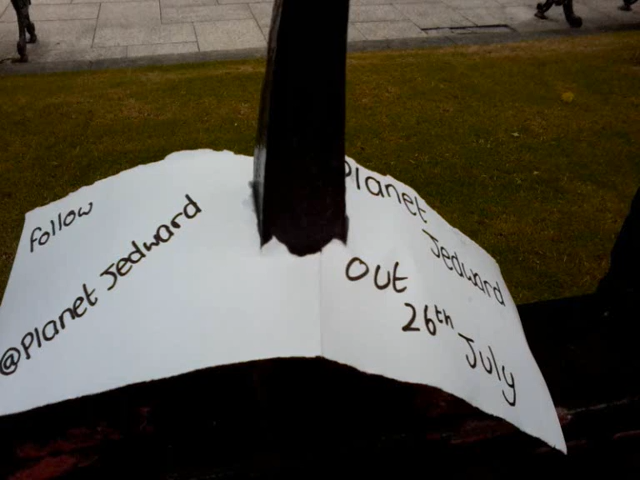 follow
@Planet Jedward
Planet
Jedward
Out
26th
July